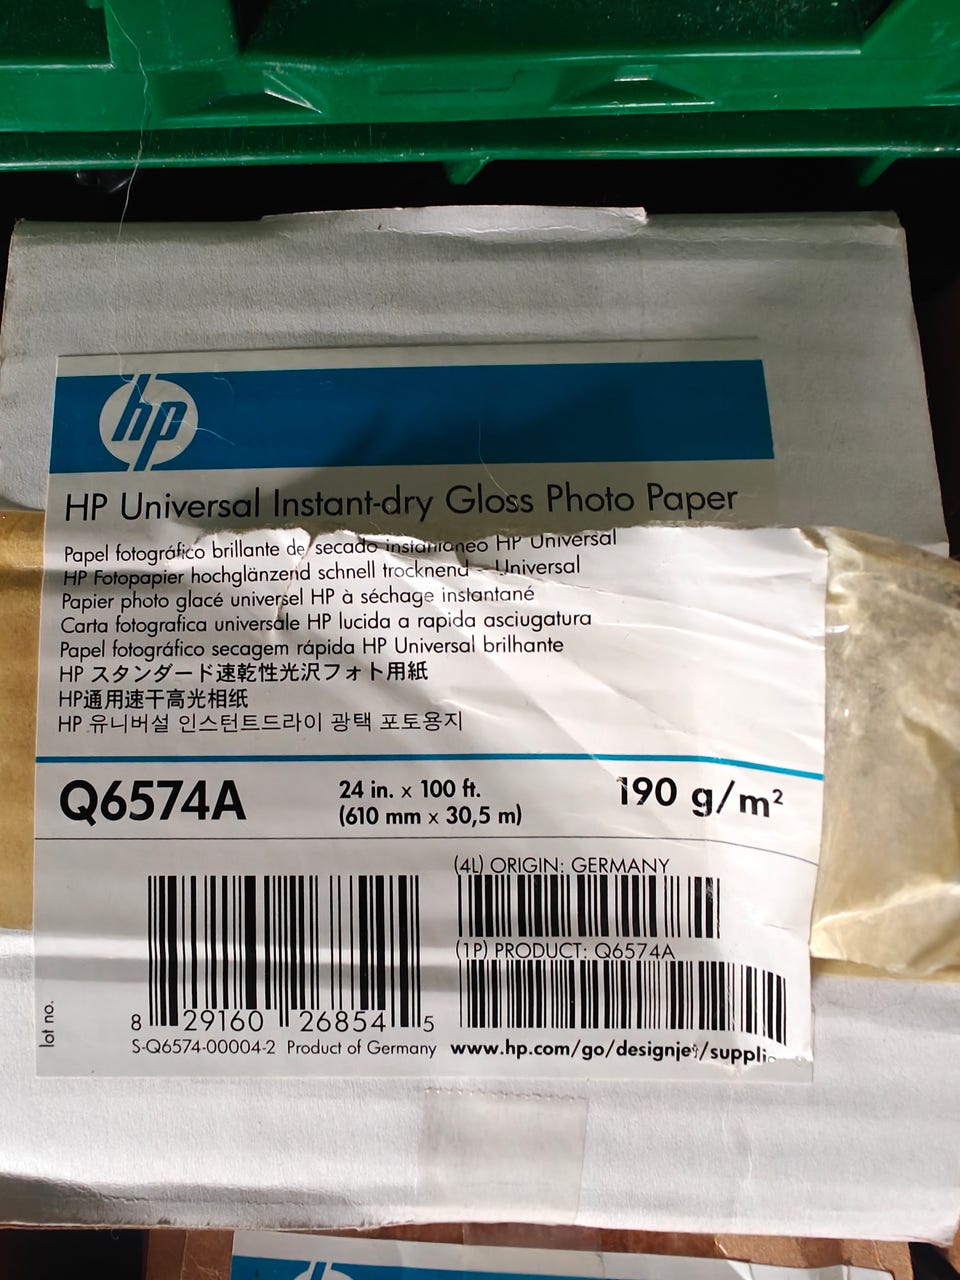 hp
HP Universal Instant-dry Gloss Photo Paper
Papel fotográfico brillante de secado instantáneo HP Universal
HP Fotopapier hochglänzend schnell trocknend – Universal
Papier photo glacé universel HP à séchage instantané
Carta fotografica universale HP lucida a rapida asciugatura
Papel fotográfico secagem rápida HP Universal brilhante
HP スタンダード速乾性光沢フォト用紙
HP通用速干高光相纸
HP 유니버설 인스턴트드라이 광택 포토용지
Q6574A
24 in. x 100 ft.
(610 mm x 30,5 m)
190 g/m²
(4L) ORIGIN: GERMANY
(1P) PRODUCT: Q6574A
lot no.
8 29160 26854 5
S-Q6574-00004-2 Product of Germany
www.hp.com/go/designjet/suppli